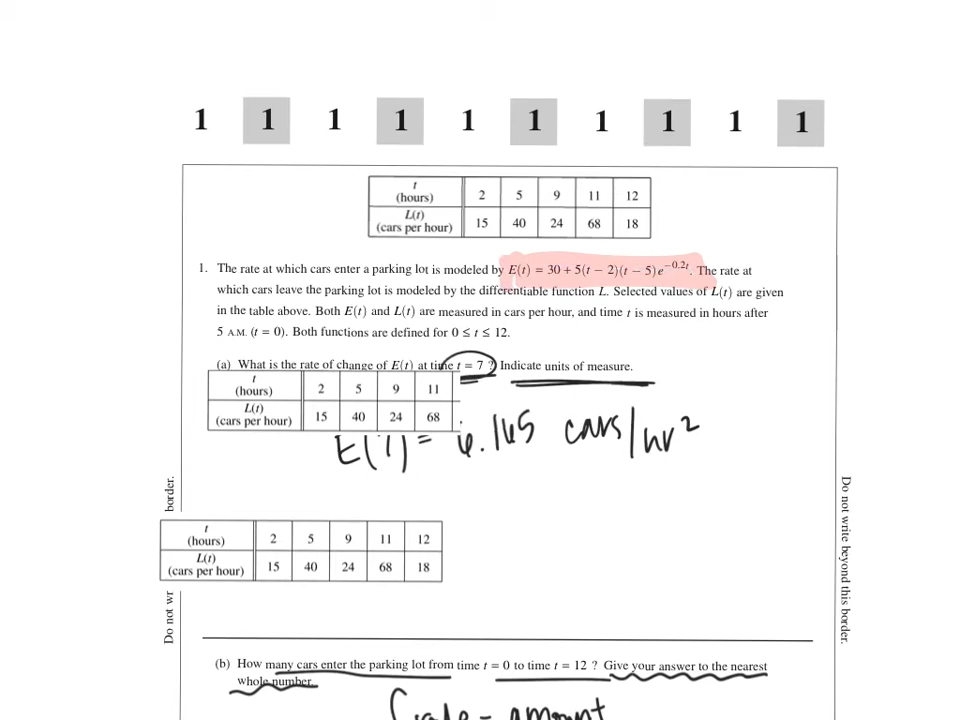 1 1 1 1 1 1 1 1 1 1
t (hours) 2 5 9 11 12
L(t) (cars per hour) 15 40 24 68 18
1. The rate at which cars enter a parking lot is modeled by E(t) = 30 + 5(t − 2)(t − 5)e^−0.2t. The rate at
which cars leave the parking lot is modeled by the differentiable function L. Selected values of L(t) are given
in the table above. Both E(t) and L(t) are measured in cars per hour, and time t is measured in hours after
5 A.M. (t = 0). Both functions are defined for 0 ≤ t ≤ 12.
(a) What is the rate of change of E(t) at time t = 7 ? Indicate units of measure.
t (hours) 2 5 9 11
L(t) (cars per hour) 15 40 24 68
E(7) = 6.165 cars/hr²
border.
t (hours) 2 5 9 11 12
L(t) (cars per hour) 15 40 24 68 18
Do not wr
Do not write beyond this border.
(b) How many cars enter the parking lot from time t = 0 to time t = 12 ? Give your answer to the nearest
whole number.
∫ rate = amount